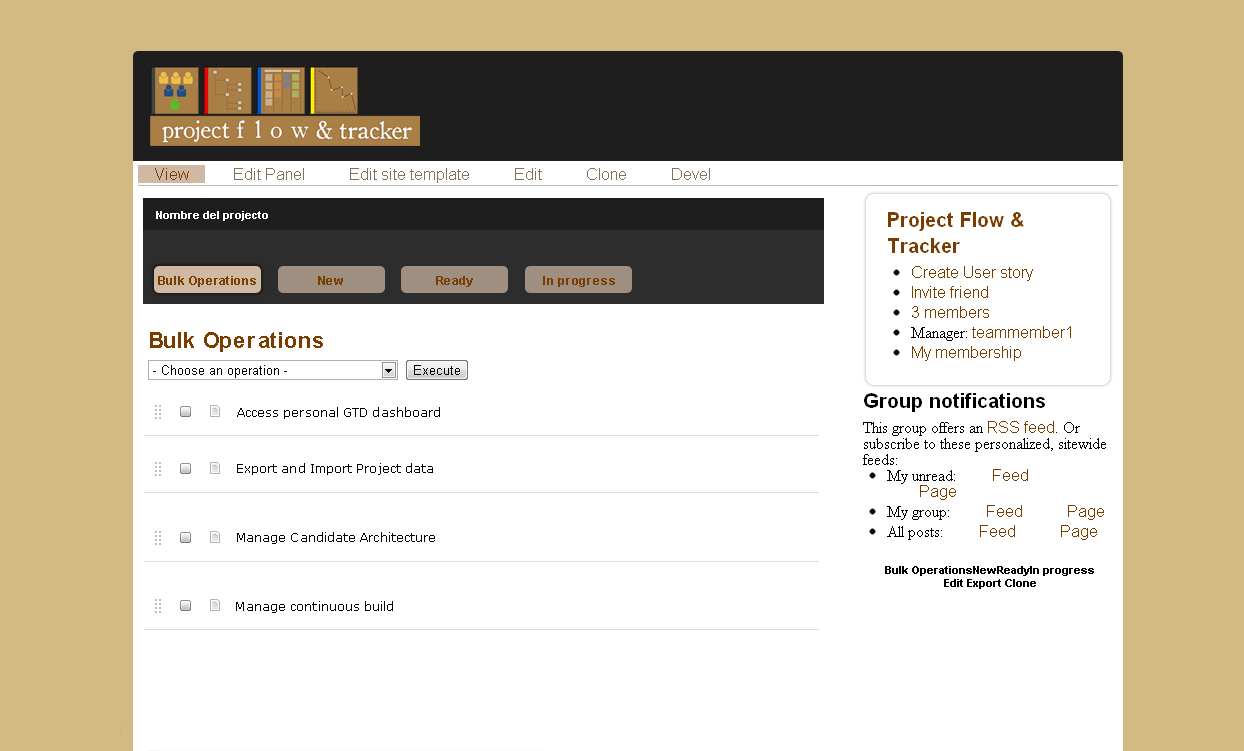 project f l o w & tracker
View Edit Panel Edit site template Edit Clone Devel
Nombre del projecto
Bulk Operations New Ready In progress
Bulk Operations
- Choose an operation - Execute
Access personal GTD dashboard
Export and Import Project data
Manage Candidate Architecture
Manage continuous build
Project Flow &
Tracker
Create User story
Invite friend
3 members
Manager: teammember1
My membership
Group notifications
This group offers an RSS feed. Or
subscribe to these personalized, sitewide
feeds:
My unread: Feed
Page
My group: Feed Page
All posts: Feed Page
Bulk OperationsNewReadyIn progress
Edit Export Clone